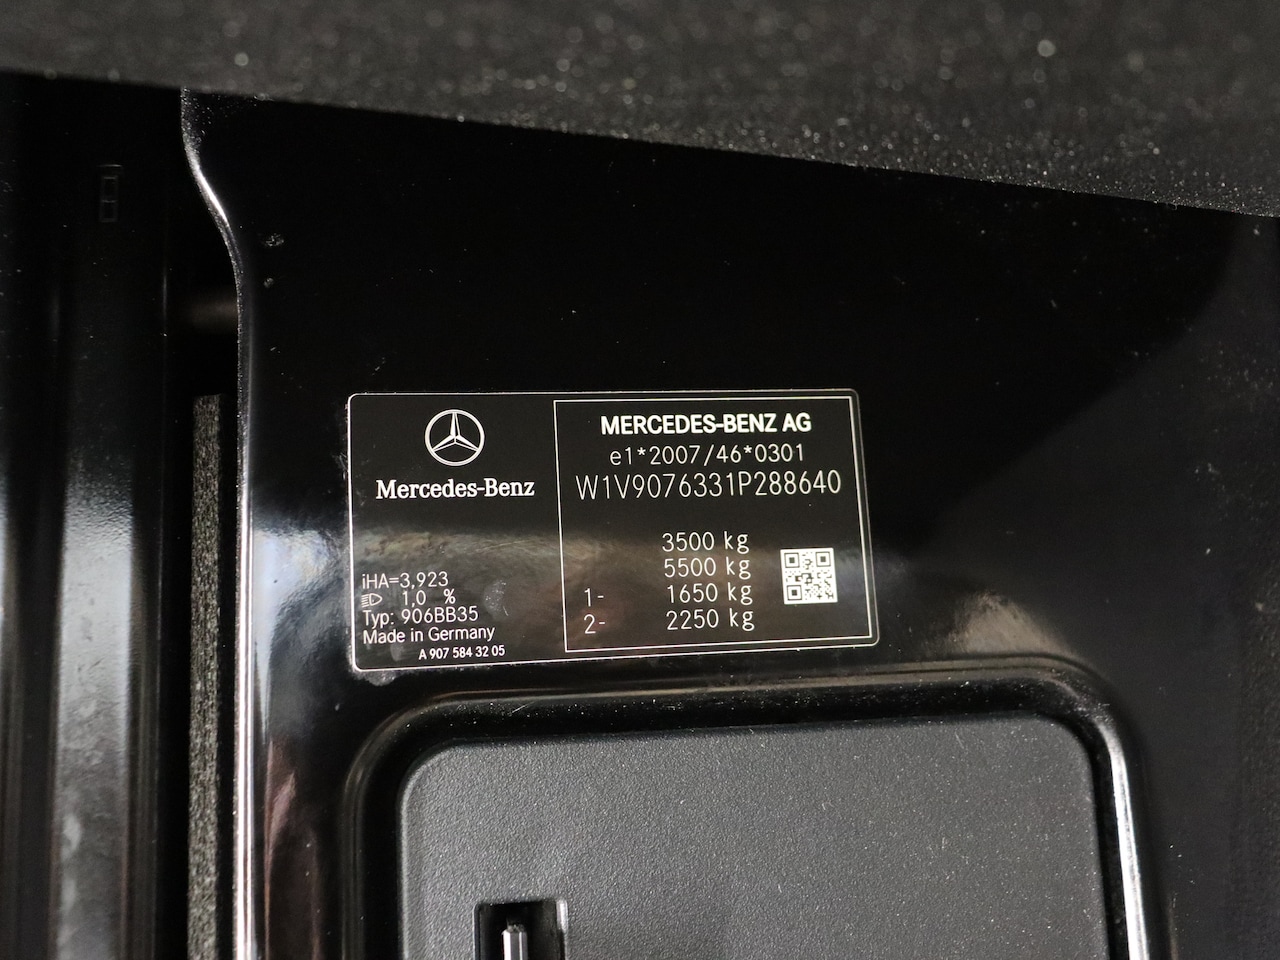 Mercedes-Benz
iHA=3,923
1,0 %
Typ: 906BB35
Made in Germany
A 907 584 32 05
MERCEDES-BENZ AG
e1*2007/46*0301
W1V9076331P288640
3500 kg
5500 kg
1- 1650 kg
2- 2250 kg